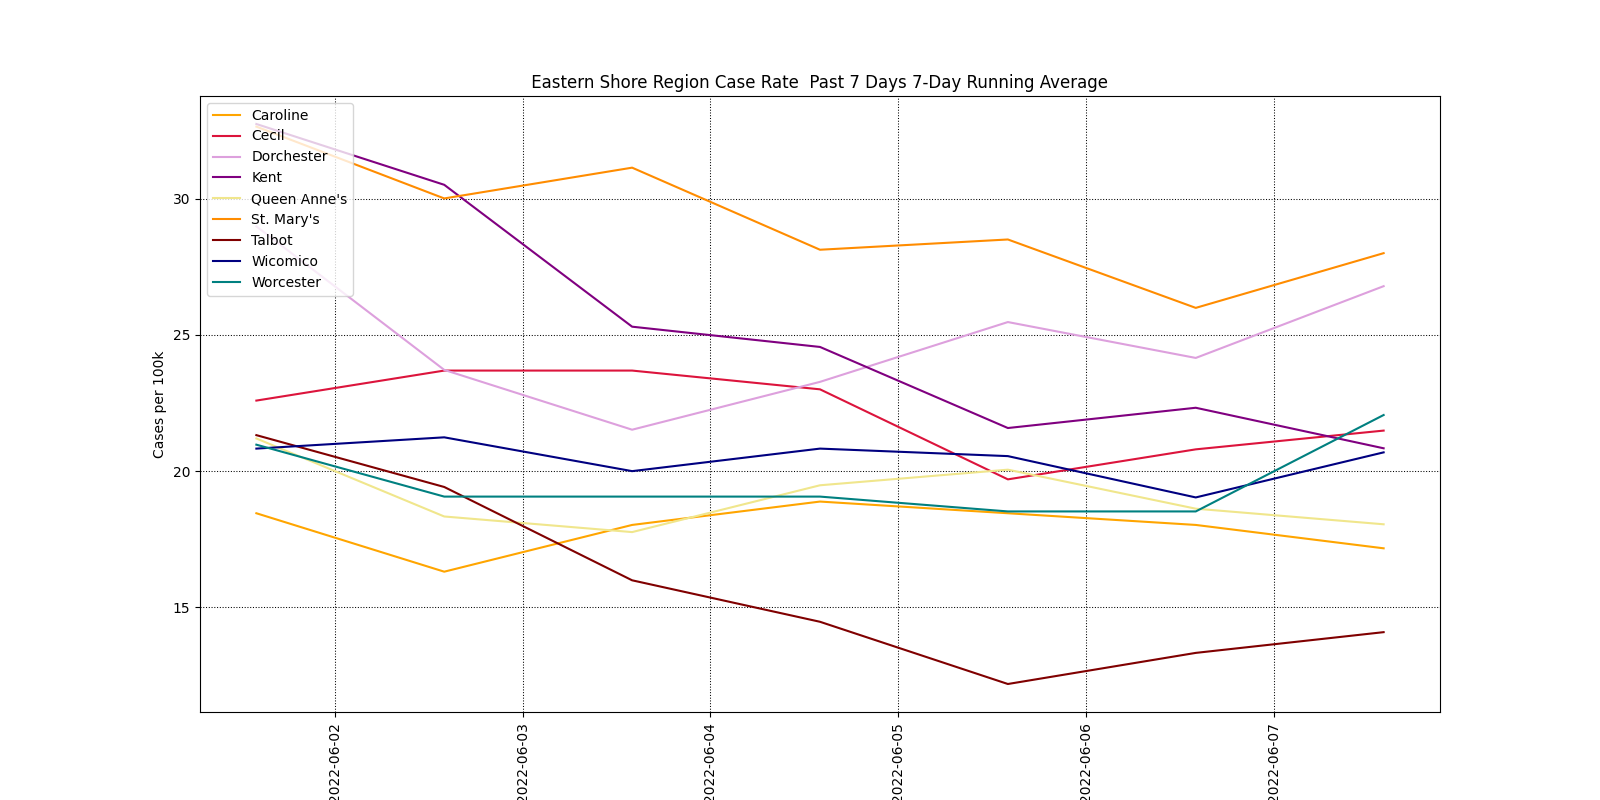 Eastern Shore Region Case Rate  Past 7 Days 7-Day Running Average
Caroline
Cecil
Dorchester
Kent
Queen Anne's
St. Mary's
Talbot
Wicomico
Worcester
Cases per 100k
30
25
20
15
2022-06-02
2022-06-03
2022-06-04
2022-06-05
2022-06-06
2022-06-07